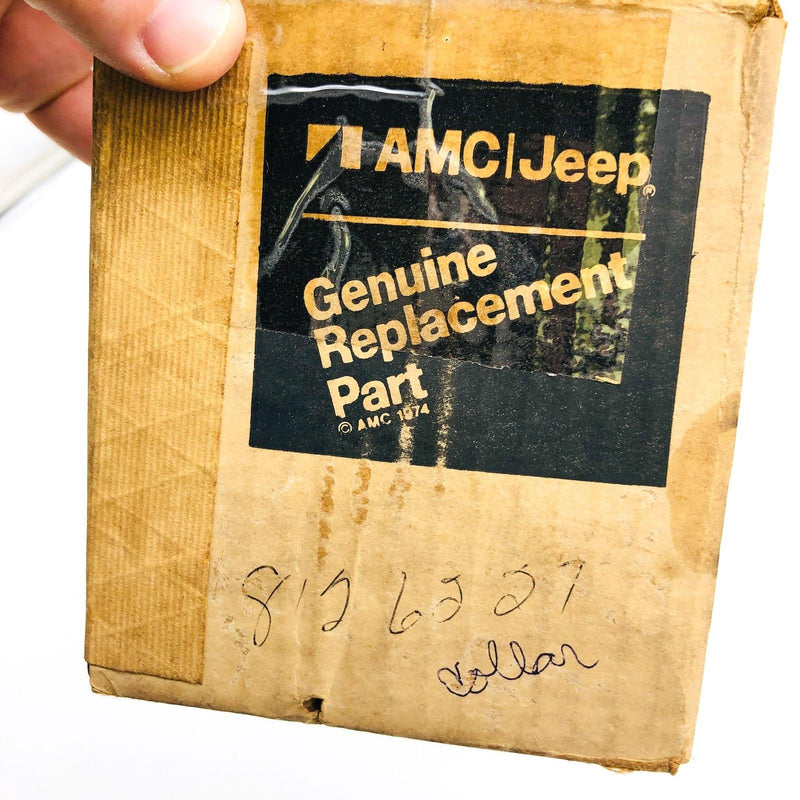 AMC|Jeep®
Genuine
Replacement
Part
© AMC 1974
8126227
collar